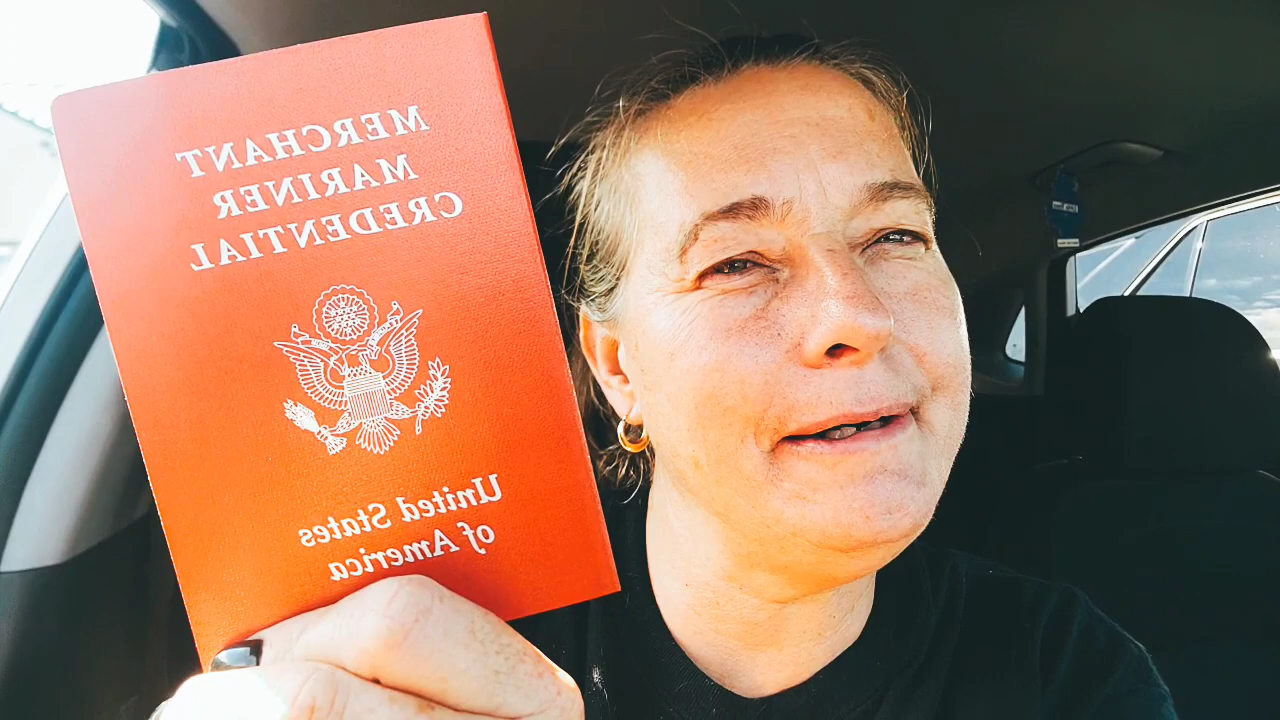 MERCHANT
MARINER
CREDENTIAL
United States
of America